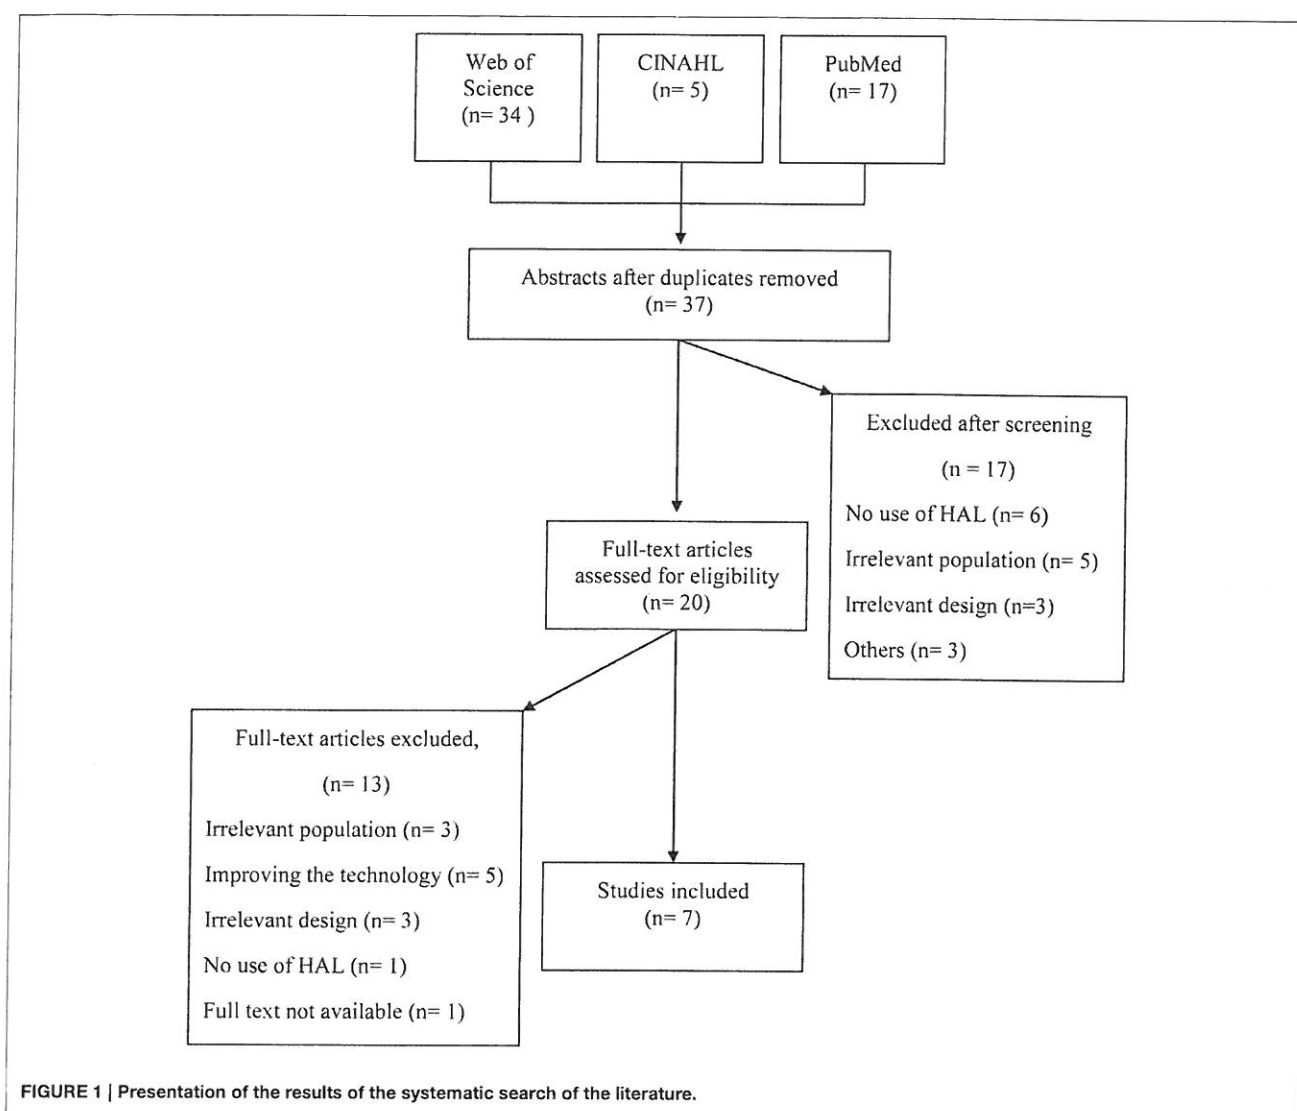 Web of
Science
(n= 34 )
CINAHL
(n= 5)
PubMed
(n= 17)
Abstracts after duplicates removed
(n= 37)
Excluded after screening
(n = 17)
No use of HAL (n= 6)
Irrelevant population (n= 5)
Irrelevant design (n=3)
Others (n= 3)
Full-text articles
assessed for eligibility
(n= 20)
Full-text articles excluded,
(n= 13)
Irrelevant population (n= 3)
Improving the technology (n= 5)
Irrelevant design (n= 3)
No use of HAL (n= 1)
Full text not available (n= 1)
Studies included
(n= 7)
FIGURE 1 | Presentation of the results of the systematic search of the literature.